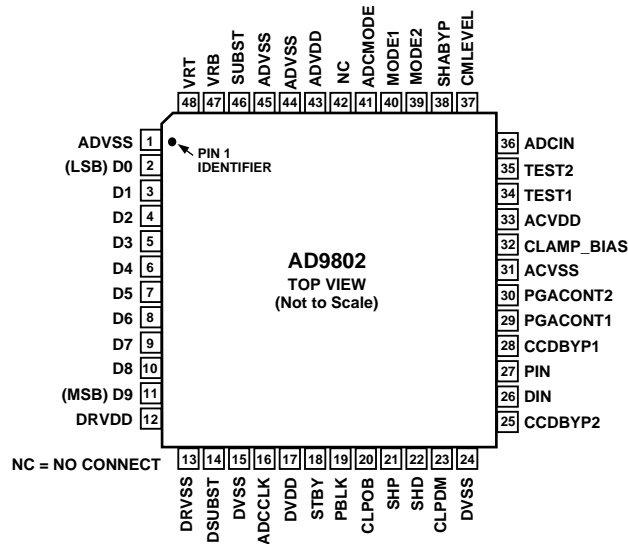 VRT
VRB
SUBST
ADVSS
ADVSS
ADVDD
NC
ADCMODE
MODE1
MODE2
SHABYP
CMLEVEL
48 47 46 45 44 43 42 41 40 39 38 37
ADVSS 1
(LSB) D0 2
D1 3
D2 4
D3 5
D4 6
D5 7
D6 8
D7 9
D8 10
(MSB) D9 11
DRVDD 12
PIN 1
IDENTIFIER
AD9802
TOP VIEW
(Not to Scale)
36 ADCIN
35 TEST2
34 TEST1
33 ACVDD
32 CLAMP_BIAS
31 ACVSS
30 PGACONT2
29 PGACONT1
28 CCDBYP1
27 PIN
26 DIN
25 CCDBYP2
NC = NO CONNECT
13 14 15 16 17 18 19 20 21 22 23 24
DRVSS
DSUBST
DVSS
ADCCLK
DVDD
STBY
PBLK
CLPOB
SHP
SHD
CLPDM
DVSS